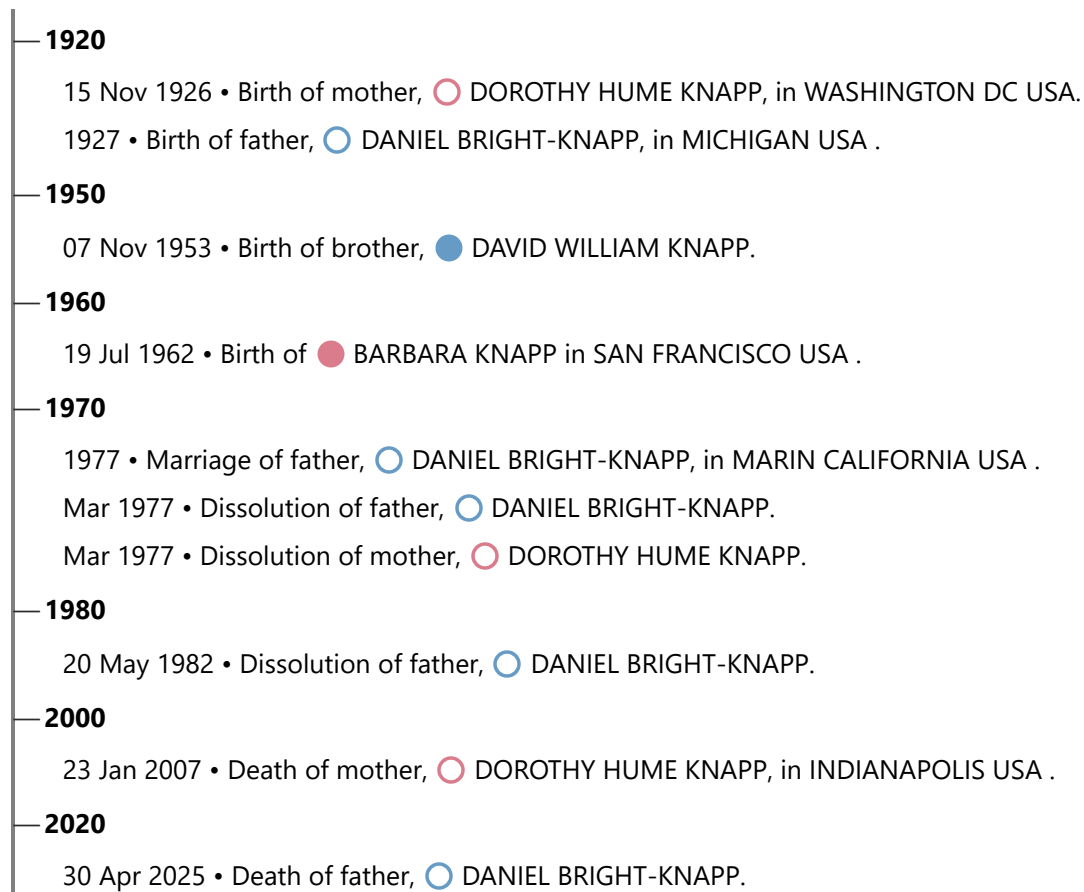 1920
15 Nov 1926 • Birth of mother, DOROTHY HUME KNAPP, in WASHINGTON DC USA.
1927 • Birth of father, DANIEL BRIGHT-KNAPP, in MICHIGAN USA .
1950
07 Nov 1953 • Birth of brother, DAVID WILLIAM KNAPP.
1960
19 Jul 1962 • Birth of BARBARA KNAPP in SAN FRANCISCO USA .
1970
1977 • Marriage of father, DANIEL BRIGHT-KNAPP, in MARIN CALIFORNIA USA .
Mar 1977 • Dissolution of father, DANIEL BRIGHT-KNAPP.
Mar 1977 • Dissolution of mother, DOROTHY HUME KNAPP.
1980
20 May 1982 • Dissolution of father, DANIEL BRIGHT-KNAPP.
2000
23 Jan 2007 • Death of mother, DOROTHY HUME KNAPP, in INDIANAPOLIS USA .
2020
30 Apr 2025 • Death of father, DANIEL BRIGHT-KNAPP.